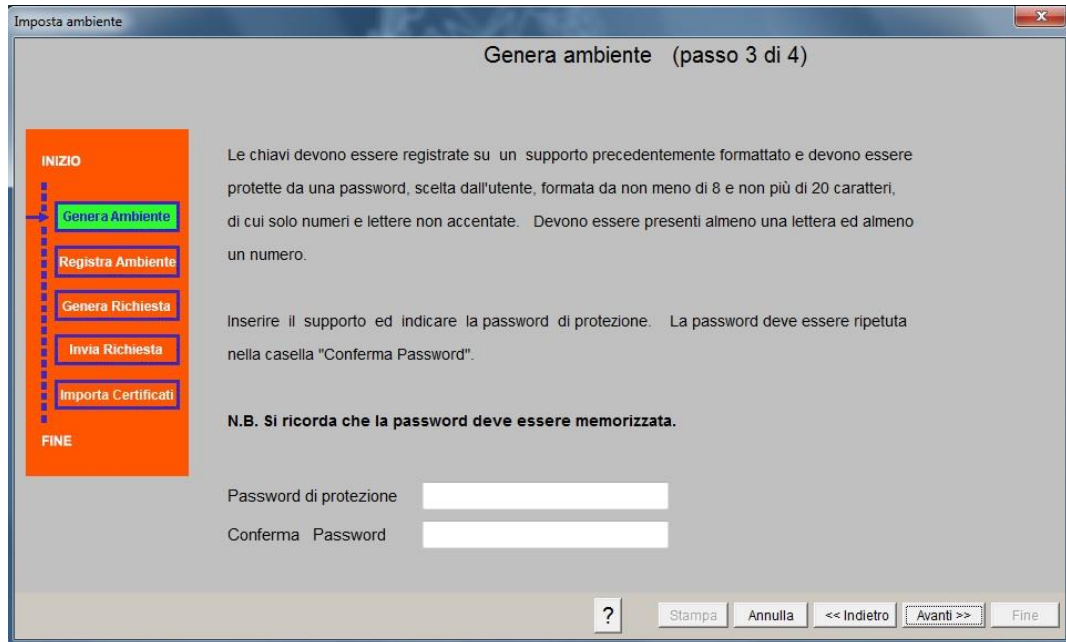 Imposta ambiente
Genera ambiente (passo 3 di 4)
INIZIO
Genera Ambiente
Registra Ambiente
Genera Richiesta
Invia Richiesta
Importa Certificati
FINE
Le chiavi devono essere registrate su un supporto precedentemente formattato e devono essere
protette da una password, scelta dall'utente, formata da non meno di 8 e non più di 20 caratteri,
di cui solo numeri e lettere non accentate. Devono essere presenti almeno una lettera ed almeno
un numero.
Inserire il supporto ed indicare la password di protezione. La password deve essere ripetuta
nella casella "Conferma Password".
N.B. Si ricorda che la password deve essere memorizzata.
Password di protezione
Conferma Password
? Stampa Annulla << Indietro Avanti >> Fine